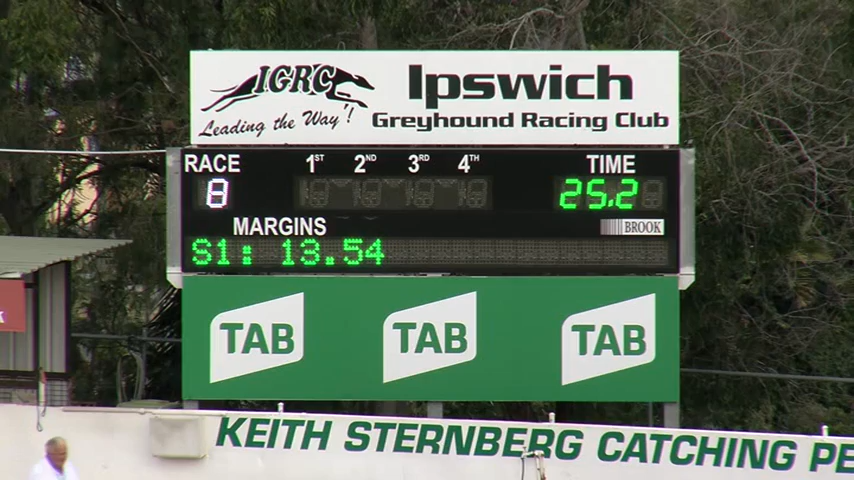 IGRC
Leading the Way!
Ipswich
Greyhound Racing Club
RACE 1ST 2ND 3RD 4TH TIME
8 25.2
MARGINS BROOK
S1: 13.54
TAB TAB TAB
KEITH STERNBERG CATCHING PE